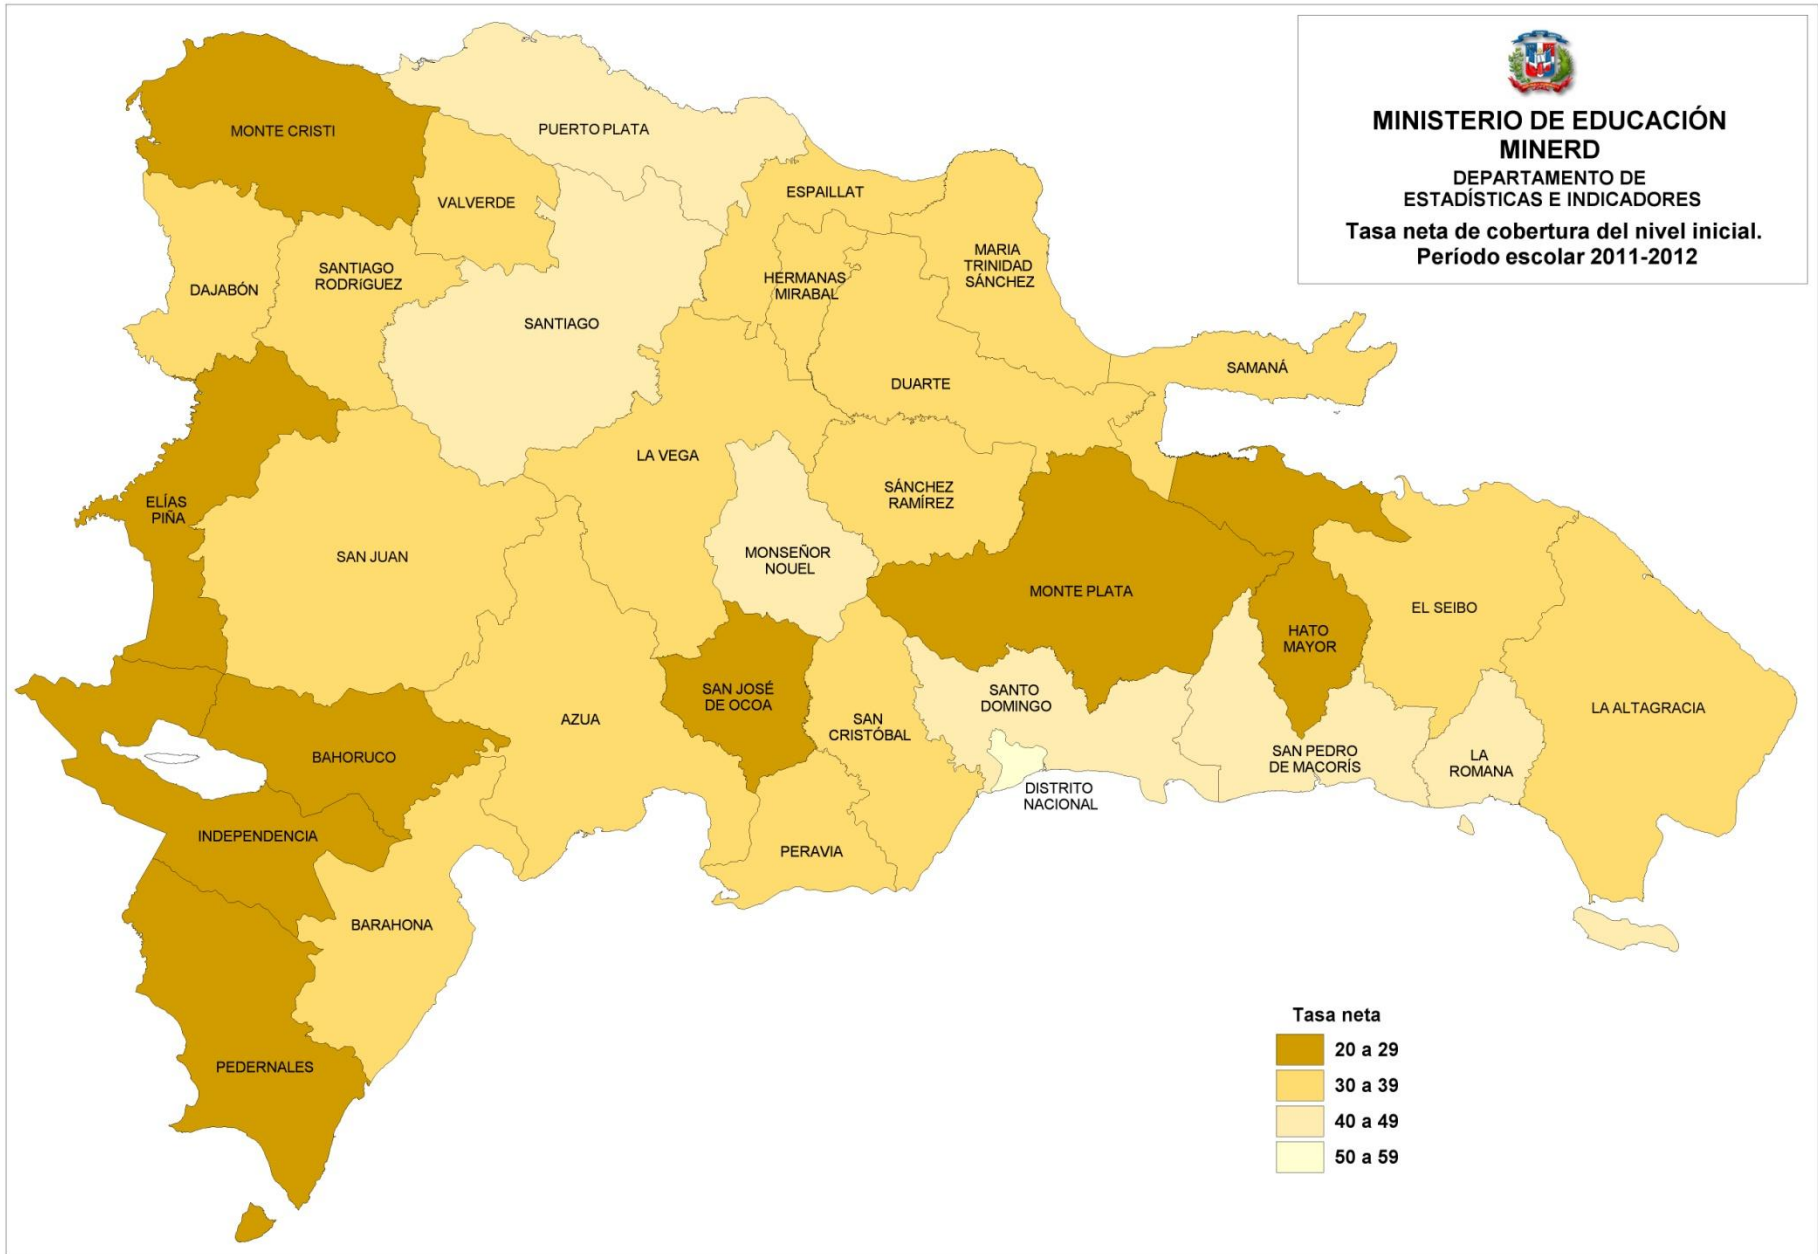 MINISTERIO DE EDUCACIÓN
MINERD
DEPARTAMENTO DE
ESTADÍSTICAS E INDICADORES
Tasa neta de cobertura del nivel inicial.
Período escolar 2011-2012
MONTE CRISTI
PUERTO PLATA
VALVERDE
ESPAILLAT
DAJABÓN
SANTIAGO
RODRÍGUEZ
SANTIAGO
HERMANAS
MIRABAL
MARIA
TRINIDAD
SÁNCHEZ
DUARTE
SAMANÁ
ELÍAS
PIÑA
SAN JUAN
LA VEGA
SÁNCHEZ
RAMÍREZ
MONSEÑOR
NOUEL
MONTE PLATA
HATO
MAYOR
EL SEIBO
LA ALTAGRACIA
BAHORUCO
AZUA
SAN JOSÉ
DE OCOA
SAN
CRISTÓBAL
SANTO
DOMINGO
DISTRITO
NACIONAL
SAN PEDRO
DE MACORÍS
LA
ROMANA
INDEPENDENCIA
PERAVIA
BARAHONA
PEDERNALES
Tasa neta
20 a 29
30 a 39
40 a 49
50 a 59